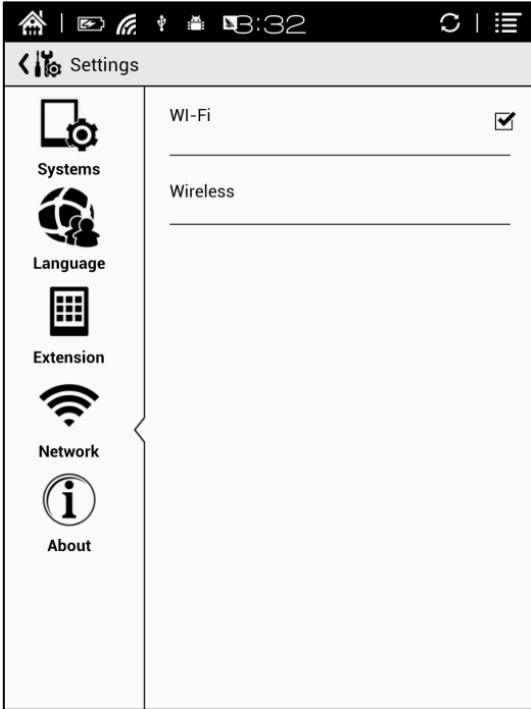 3:32
Settings
Systems
Language
Extension
Network
About
WI-Fi
Wireless